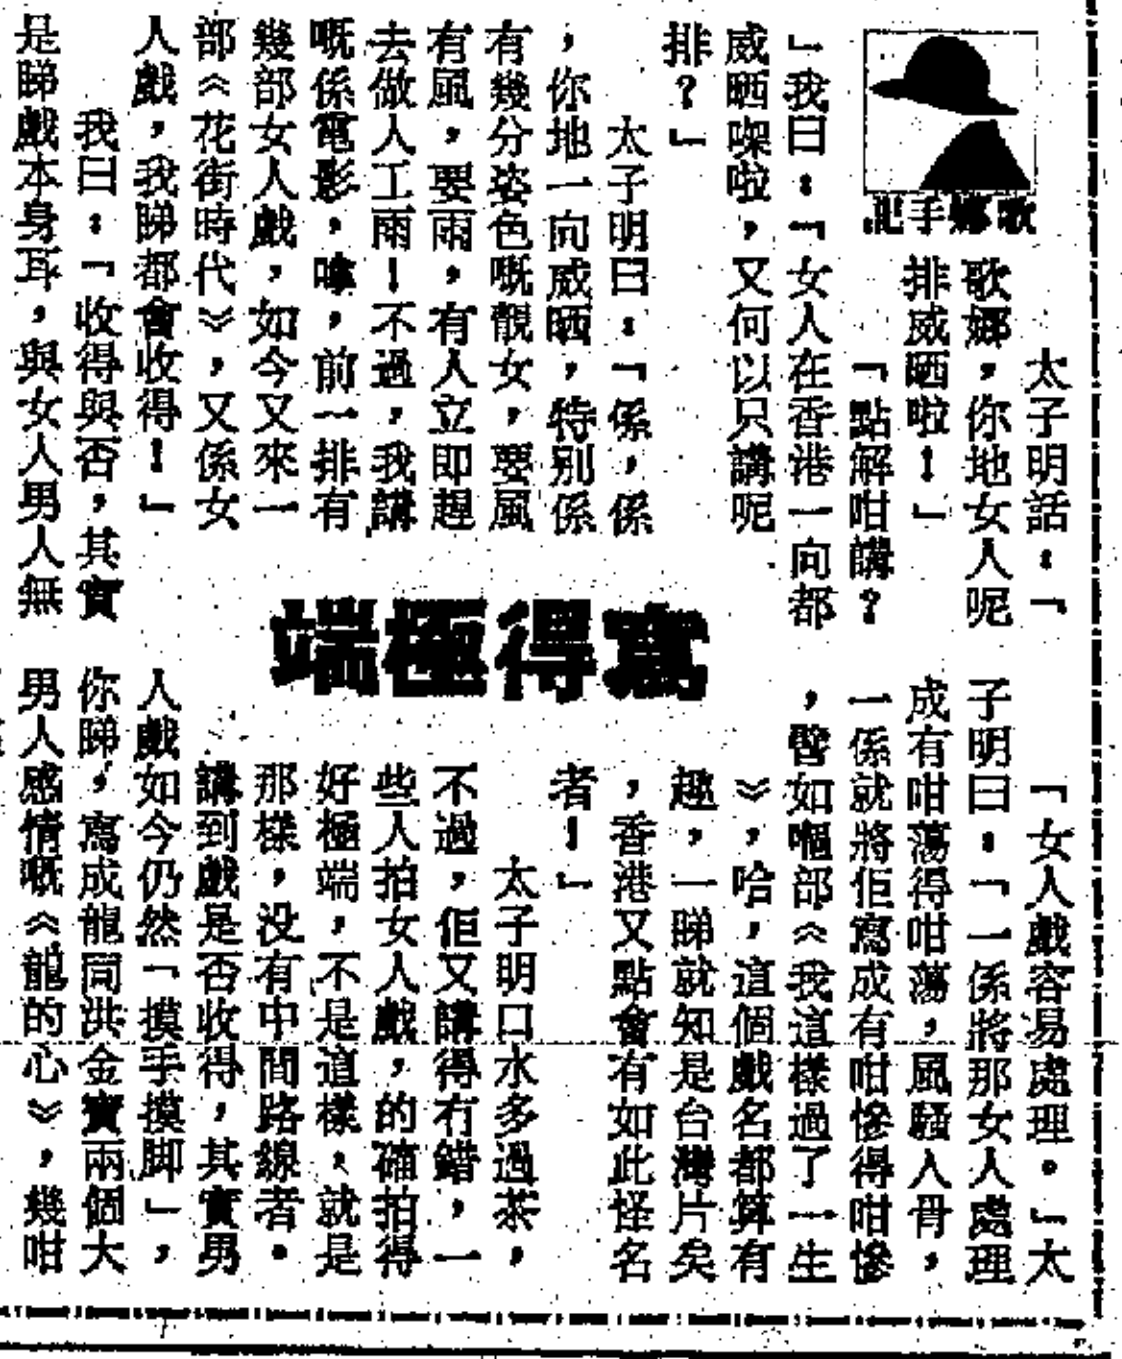 歌娜手記
寫得極端
太子明話：「
歌娜，你地女人呢
排威晒啦！」
「點解咁講？
」我曰：「女人在香港一向都
威晒㗎啦，又何以只講呢
排？」
太子明曰：「係，係
，你地一向威晒，特別係
有幾分姿色嘅靚女，要風
有風，要雨，有人立即趕
去做人工雨！不過，我講
嘅係電影，嗱，前一排有
幾部女人戲，如今又來一
部《花街時代》，又係女
人戲，我睇都會收得！」
我曰：「收得與否，其實
是睇戲本身耳，與女人男人無
「女人戲容易處理。」太
子明曰：「一係將那女人處理
成有咁蕩得咁蕩，風騷入骨，
一係就將佢寫成有咁慘得咁慘
，譬如嗰部《我這樣過了一生
》，哈，這個戲名都算有
趣，一睇就知是台灣片矣
，香港又點會有如此怪名
者！」
太子明口水多過茶，
不過，佢又講得冇錯，一
些人拍女人戲，的確拍得
好極端，不是這樣，就是
那樣，没有中間路線者。
講到戲是否收得，其實男
人戲如今仍然「摸手摸脚」，
你睇，寫成龍同洪金寶兩個大
男人感情嘅《龍的心》，幾咁